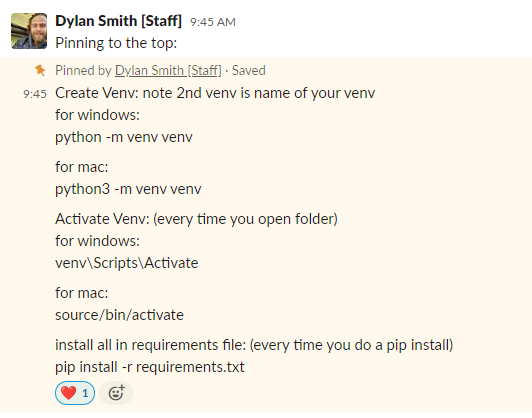 Dylan Smith [Staff] 9:45 AM
Pinning to the top:
Pinned by Dylan Smith [Staff] · Saved
9:45 Create Venv: note 2nd venv is name of your venv
for windows:
python -m venv venv
for mac:
python3 -m venv venv
Activate Venv: (every time you open folder)
for windows:
venv\Scripts\Activate
for mac:
source/bin/activate
install all in requirements file: (every time you do a pip install)
pip install -r requirements.txt
❤️ 1